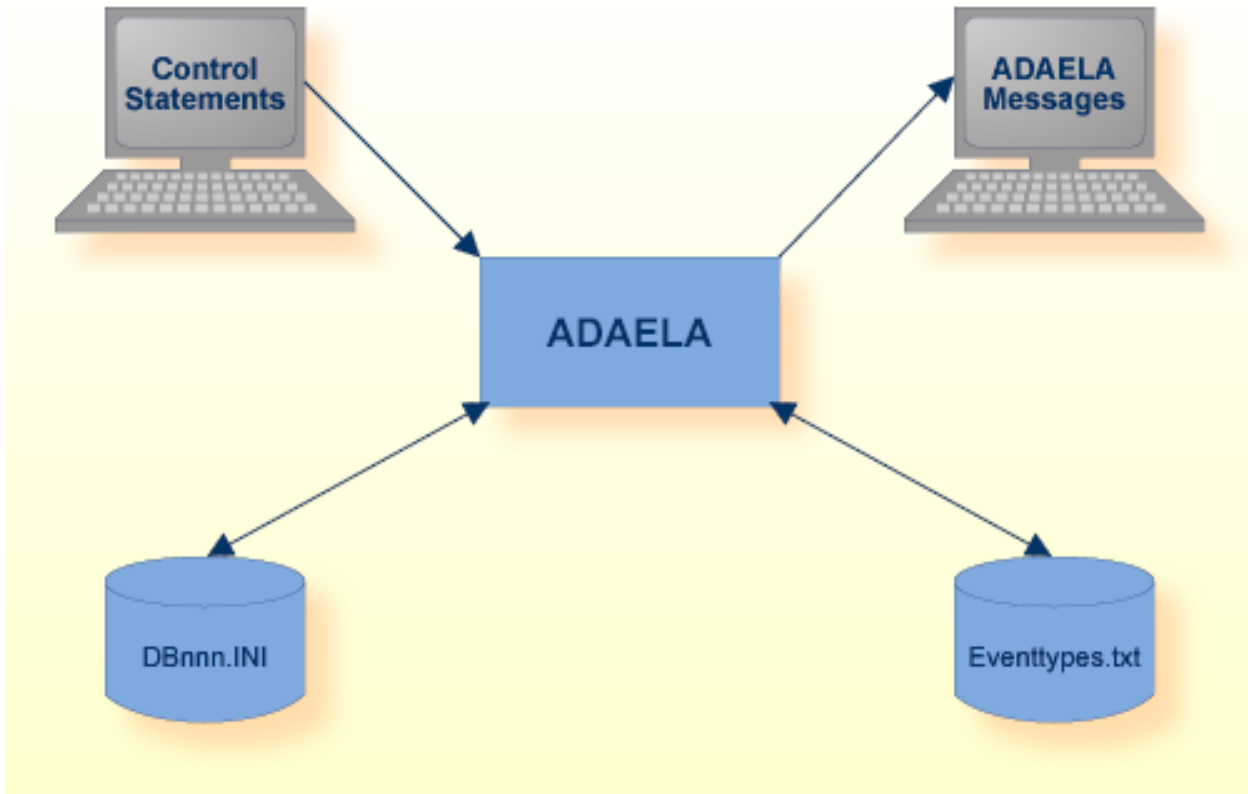 Control
Statements
ADAELA
Messages
ADAELA
DBnnn.INI
Eventtypes.txt